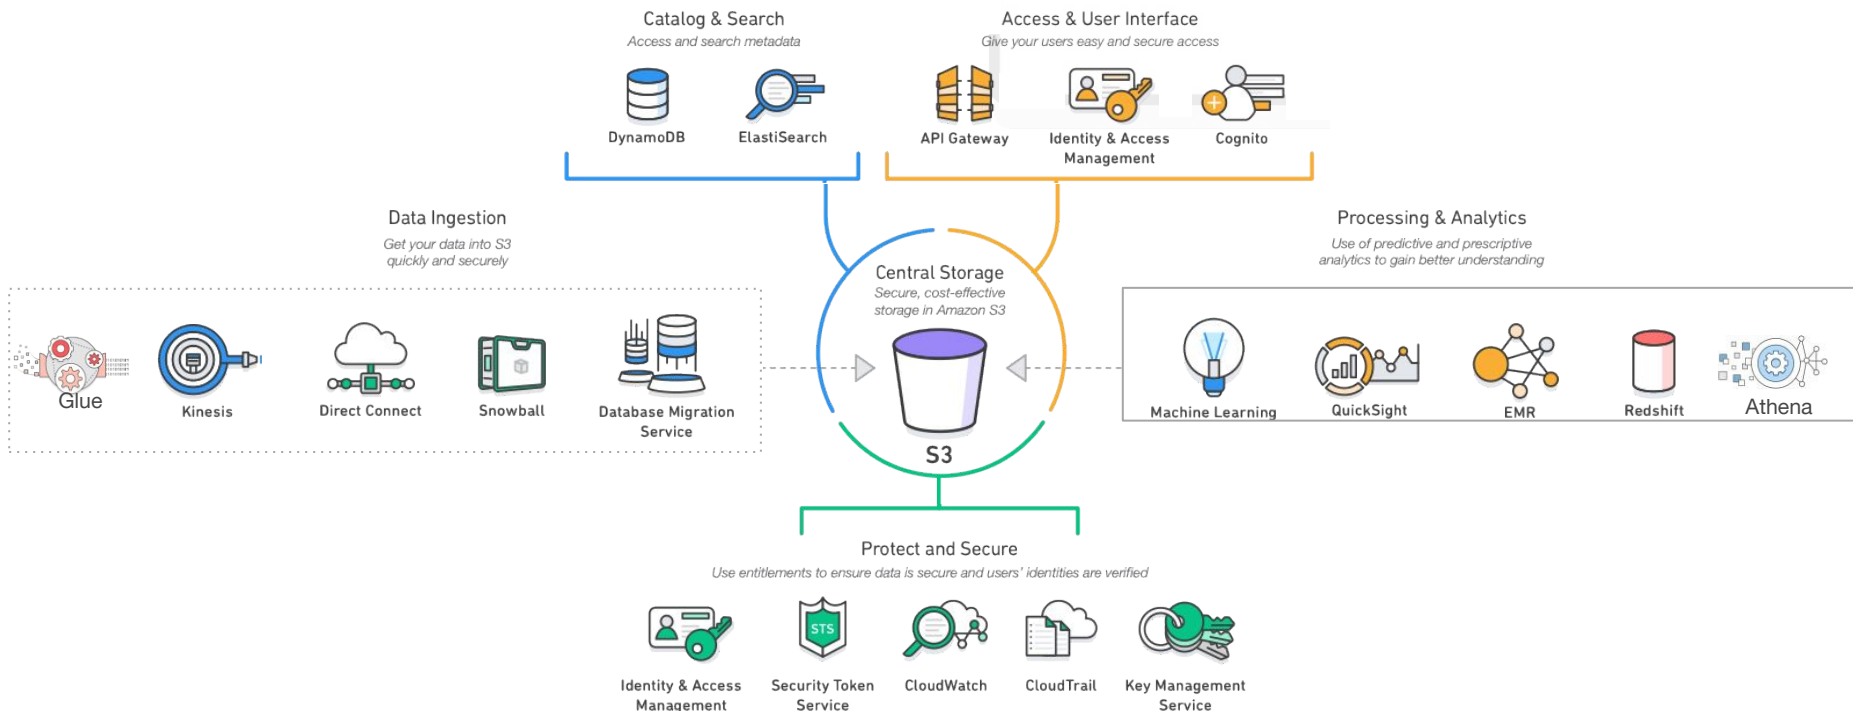 Catalog & Search
Access and search metadata
DynamoDB
ElastiSearch
Access & User Interface
Give your users easy and secure access
API Gateway
Identity & Access
Management
Cognito
Data Ingestion
Get your data into S3
quickly and securely
Glue
Kinesis
Direct Connect
Snowball
Database Migration
Service
Central Storage
Secure, cost-effective
storage in Amazon S3
S3
Processing & Analytics
Use of predictive and prescriptive
analytics to gain better understanding
Machine Learning
QuickSight
EMR
Redshift
Athena
Protect and Secure
Use entitlements to ensure data is secure and users' identities are verified
Identity & Access
Management
STS
Security Token
Service
CloudWatch
CloudTrail
Key Management
Service